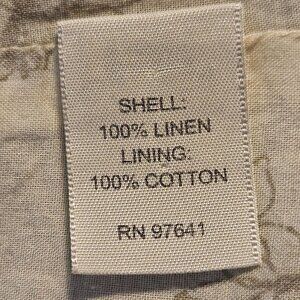 SHELL:
100% LINEN
LINING:
100% COTTON
RN 97641